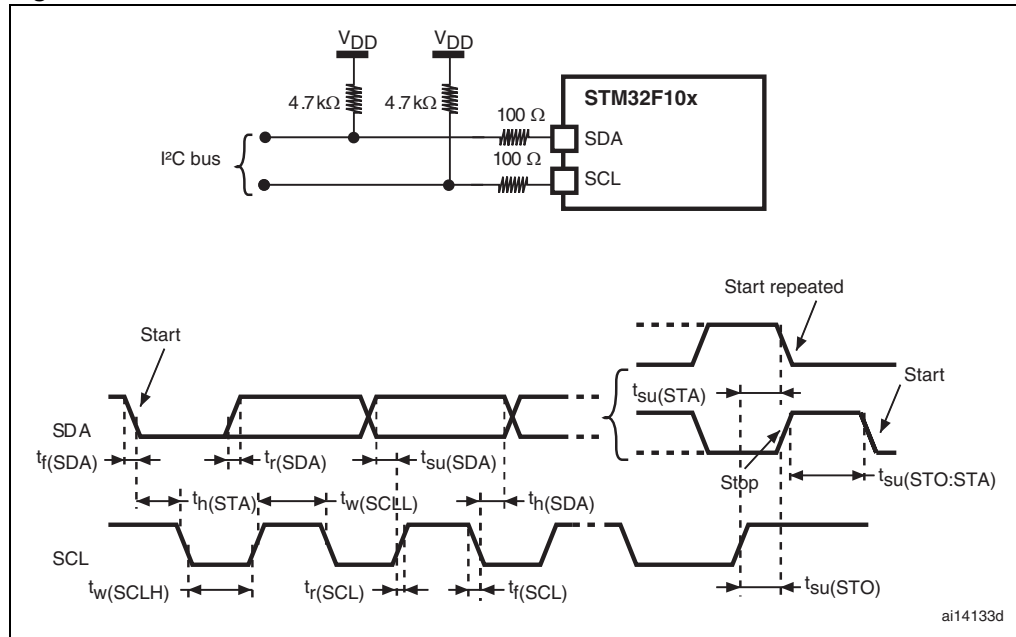 VDD VDD
4.7kΩ 4.7kΩ
STM32F10x
100 Ω
SDA
I²C bus
100 Ω
SCL
Start repeated
Start
Start
tsu(STA)
SDA
tf(SDA) tr(SDA) tsu(SDA)
Stop tsu(STO:STA)
th(STA) tw(SCLL) th(SDA)
SCL
tw(SCLH) tr(SCL) tf(SCL) tsu(STO)
ai14133d